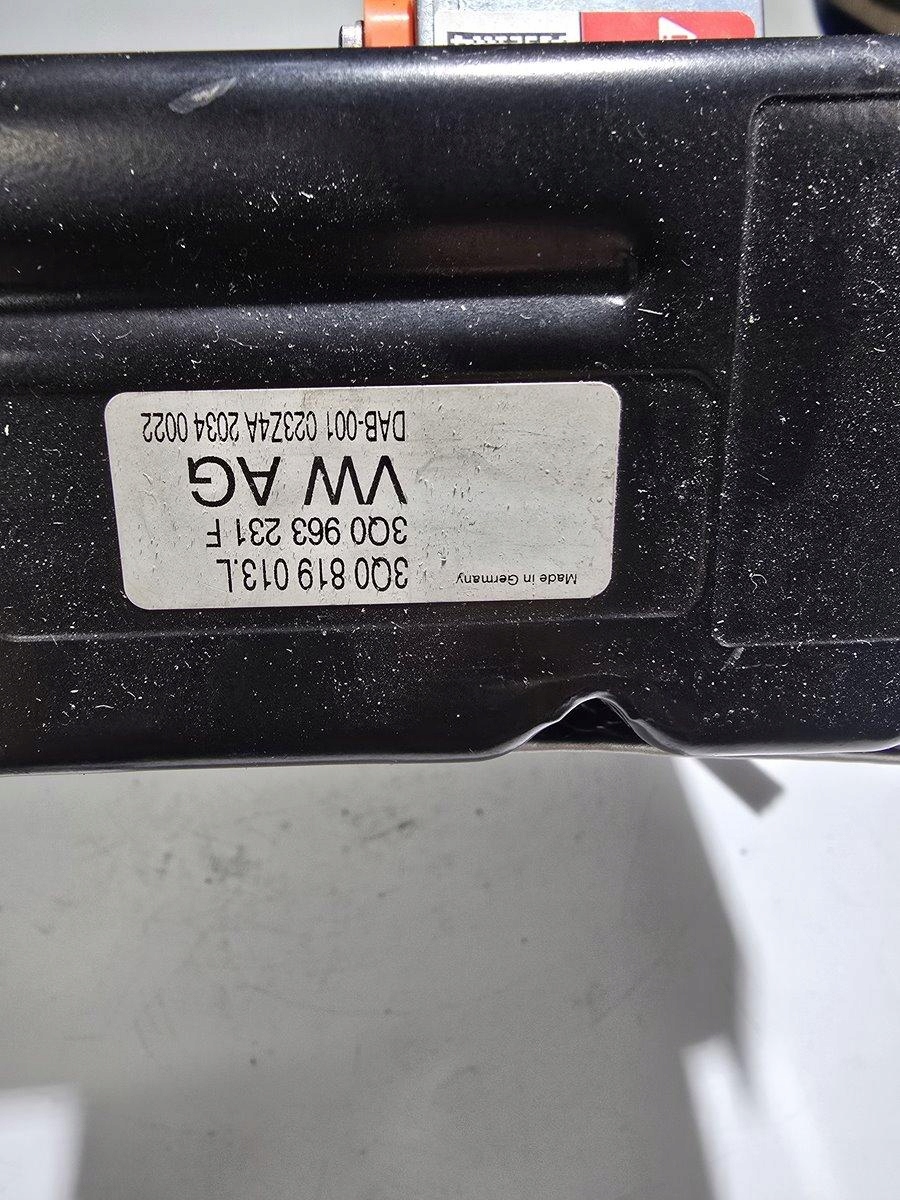 3Q0 819 013.L
3Q0 963 231 F
VW AG
DAB-001 023Z4A 2034 0022
Made in Germany